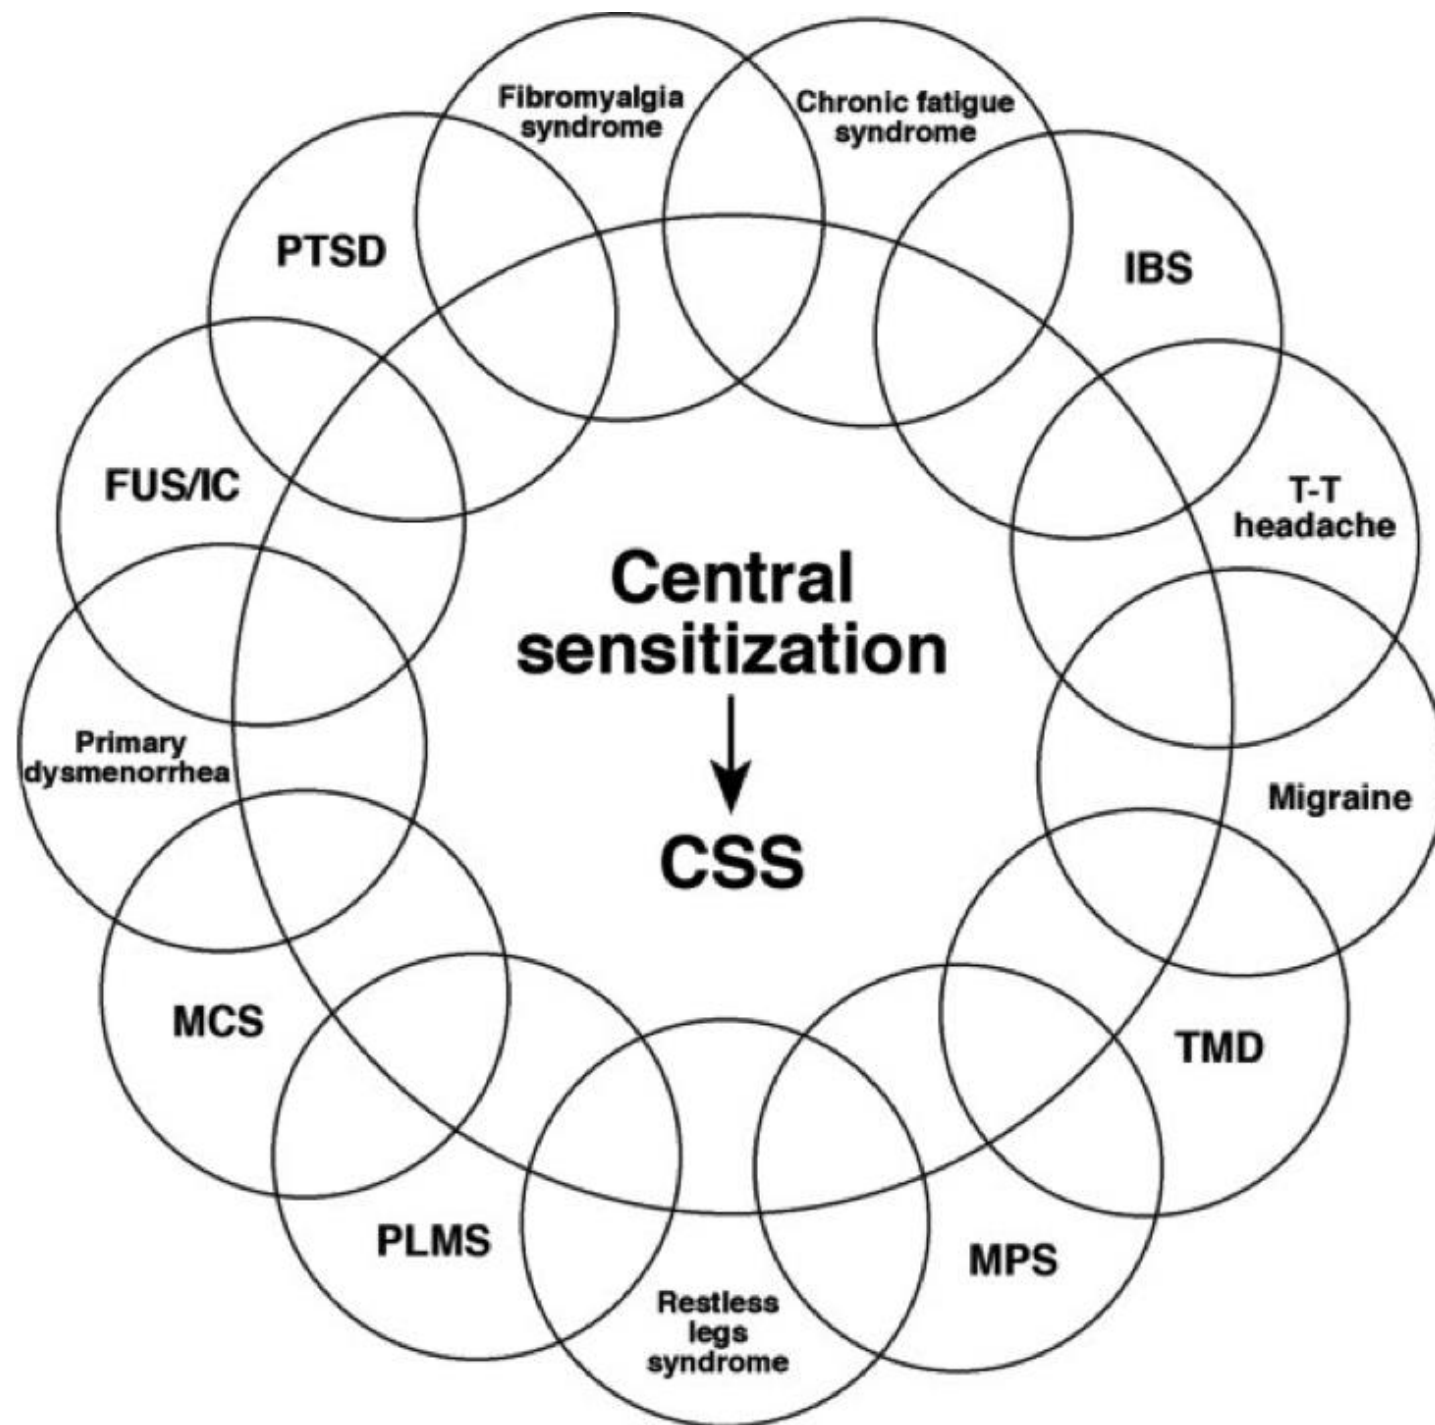 Fibromyalgia
syndrome
Chronic fatigue
syndrome
PTSD
IBS
FUS/IC
T-T
headache
Central
sensitization
Primary
dysmenorrhea
Migraine
CSS
MCS
TMD
PLMS
MPS
Restless
legs
syndrome